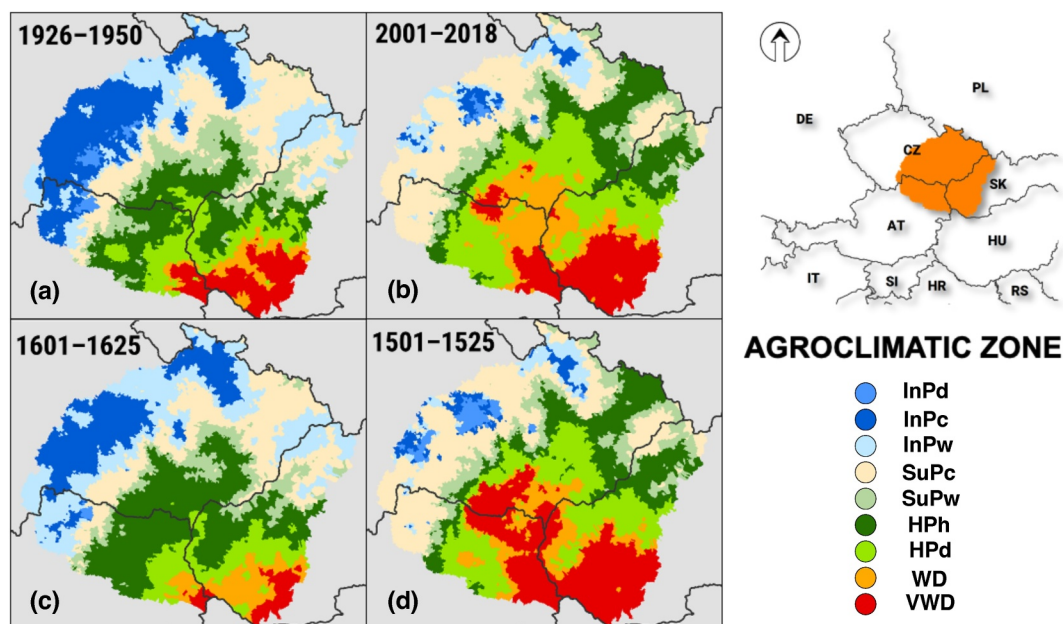 1926–1950
(a)
2001–2018
(b)
1601–1625
(c)
1501–1525
(d)
PL
DE
CZ
SK
AT
HU
IT
SI
HR
RS
AGROCLIMATIC ZONE
InPd
InPc
InPw
SuPc
SuPw
HPh
HPd
WD
VWD